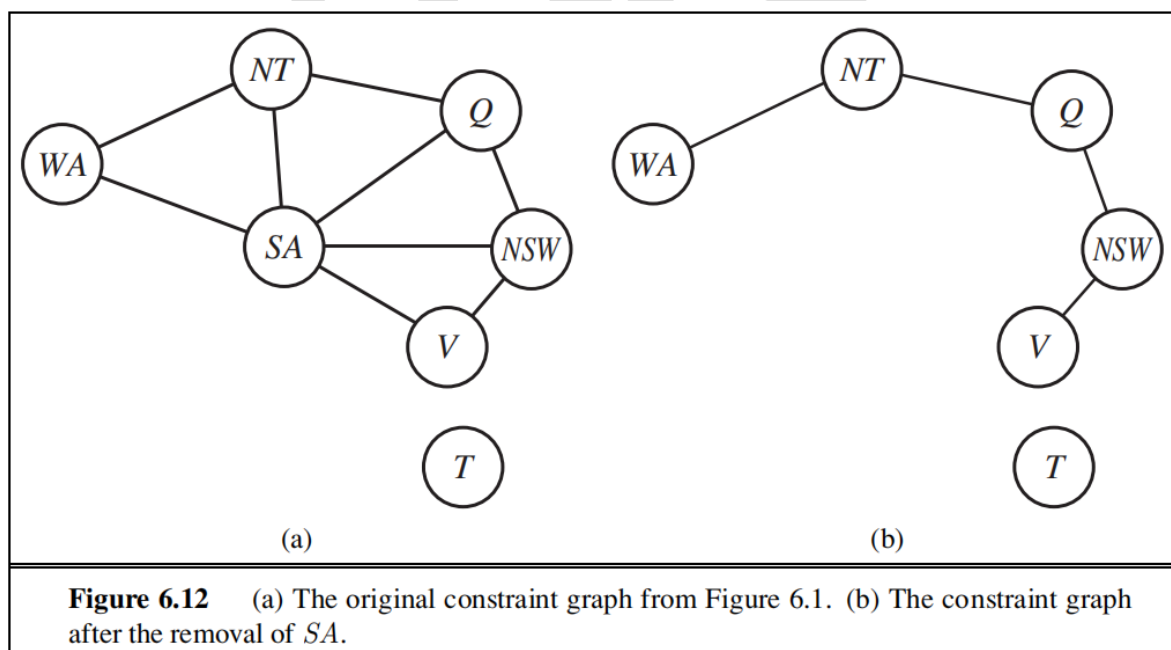 NT
Q
WA
SA
NSW
V
T
(a)
NT
Q
WA
NSW
V
T
(b)
Figure 6.12 (a) The original constraint graph from Figure 6.1. (b) The constraint graph
after the removal of SA.